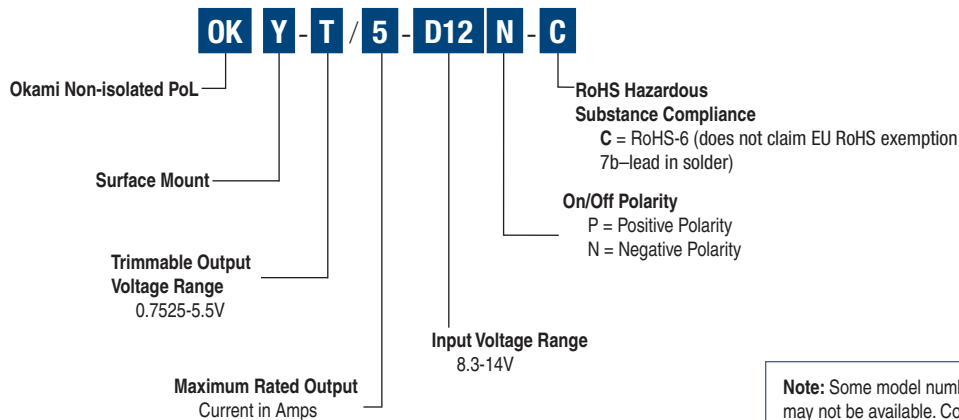 OK Y - T / 5 - D12 N - C
Okami Non-isolated PoL
RoHS Hazardous
Substance Compliance
C = RoHS-6 (does not claim EU RoHS exemption
7b–lead in solder)
Surface Mount
On/Off Polarity
P = Positive Polarity
N = Negative Polarity
Trimmable Output
Voltage Range
0.7525-5.5V
Input Voltage Range
8.3-14V
Maximum Rated Output
Current in Amps
Note: Some model numb
may not be available. Co